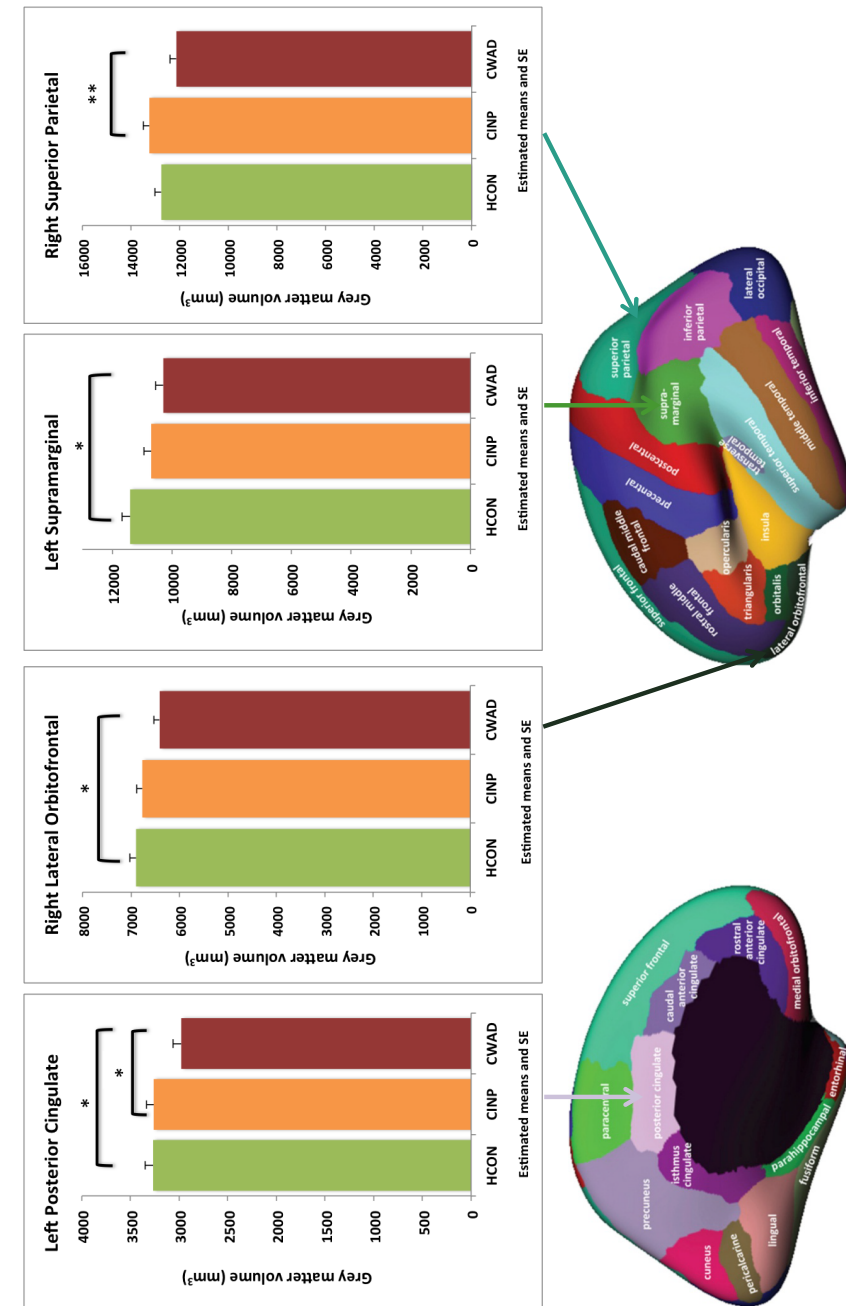 Left Posterior Cingulate
*
*
4000
3500
3000
2500
2000
1500
1000
500
0
Grey matter volume (mm³)
HCON CINP CWAD
Estimated means and SE
Right Lateral Orbitofrontal
*
8000
7000
6000
5000
4000
3000
2000
1000
0
Grey matter volume (mm³)
HCON CINP CWAD
Estimated means and SE
Left Supramarginal
*
12000
10000
8000
6000
4000
2000
0
Grey matter volume (mm³)
HCON CINP CWAD
Estimated means and SE
Right Superior Parietal
**
16000
14000
12000
10000
8000
6000
4000
2000
0
Grey matter volume (mm³)
HCON CINP CWAD
Estimated means and SE
paracentral
superior frontal
precuneus
posterior cingulate
caudal
anterior
cingulate
rostral
anterior
cingulate
isthmus
cingulate
cuneus
pericalcarine
lingual
medial orbitofrontal
parahippocampal
fusiform
entorhinal
superior frontal
caudal middle
frontal
rostral middle
frontal
precentral
postcentral
superior
parietal
supra-
marginal
inferior
parietal
lateral
occipital
opercularis
triangularis
orbitalis
lateral orbitofrontal
insula
transverse
temporal
superior temporal
middle temporal
inferior temporal